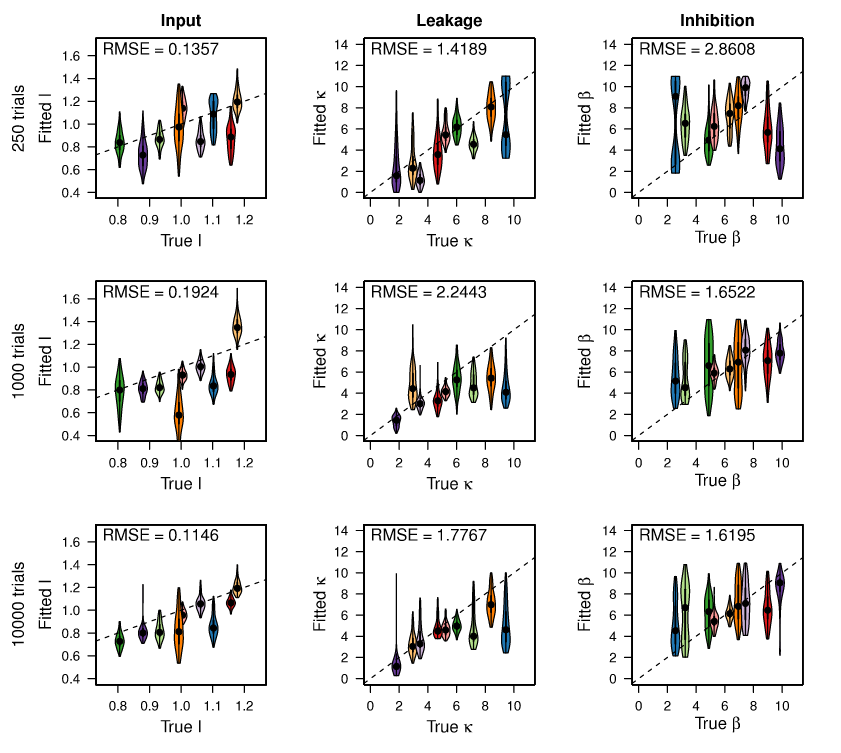 Input Leakage Inhibition
250 trials
Fitted I
1.6
1.4
1.2
1.0
0.8
0.6
0.4
RMSE = 0.1357
0.8 0.9 1.0 1.1 1.2
True I
Fitted κ
14
12
10
8
6
4
2
0
RMSE = 1.4189
0 2 4 6 8 10
True κ
Fitted β
14
12
10
8
6
4
2
0
RMSE = 2.8608
0 2 4 6 8 10
True β
1000 trials
Fitted I
1.6
1.4
1.2
1.0
0.8
0.6
0.4
RMSE = 0.1924
0.8 0.9 1.0 1.1 1.2
True I
Fitted κ
14
12
10
8
6
4
2
0
RMSE = 2.2443
0 2 4 6 8 10
True κ
Fitted β
14
12
10
8
6
4
2
0
RMSE = 1.6522
0 2 4 6 8 10
True β
10000 trials
Fitted I
1.6
1.4
1.2
1.0
0.8
0.6
0.4
RMSE = 0.1146
0.8 0.9 1.0 1.1 1.2
True I
Fitted κ
14
12
10
8
6
4
2
0
RMSE = 1.7767
0 2 4 6 8 10
True κ
Fitted β
14
12
10
8
6
4
2
0
RMSE = 1.6195
0 2 4 6 8 10
True β